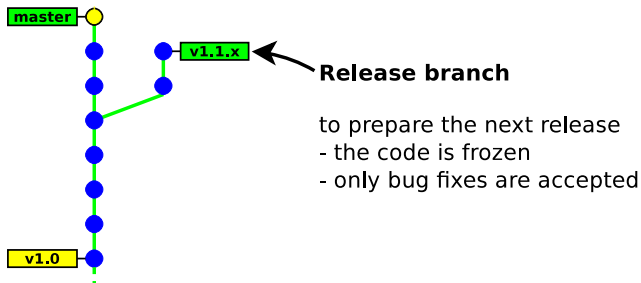 master
v1.1.x
Release branch
to prepare the next release
- the code is frozen
- only bug fixes are accepted
v1.0